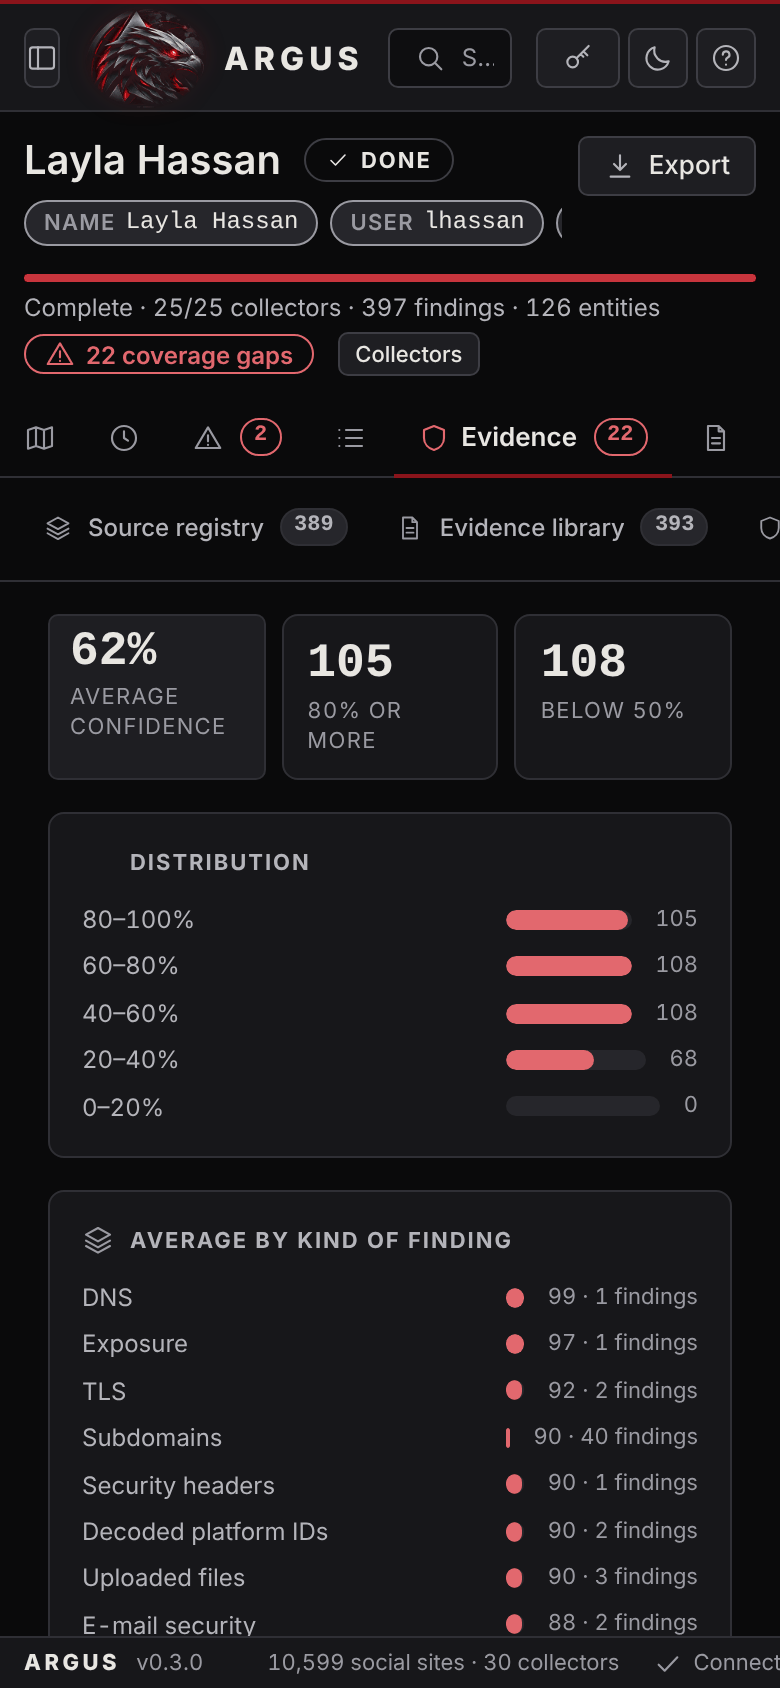 ARGUS S...
Layla Hassan DONE Export
NAME Layla Hassan USER lhassan
Complete · 25/25 collectors · 397 findings · 126 entities
22 coverage gaps Collectors
2 Evidence 22
Source registry 389 Evidence library 393
62% 105 108
AVERAGE CONFIDENCE 80% OR MORE BELOW 50%
DISTRIBUTION
80–100% 105
60–80% 108
40–60% 108
20–40% 68
0–20% 0
AVERAGE BY KIND OF FINDING
DNS 99 · 1 findings
Exposure 97 · 1 findings
TLS 92 · 2 findings
Subdomains 90 · 40 findings
Security headers 90 · 1 findings
Decoded platform IDs 90 · 2 findings
Uploaded files 90 · 3 findings
E-mail security 88 · 2 findings
ARGUS v0.3.0 10,599 social sites · 30 collectors Connect